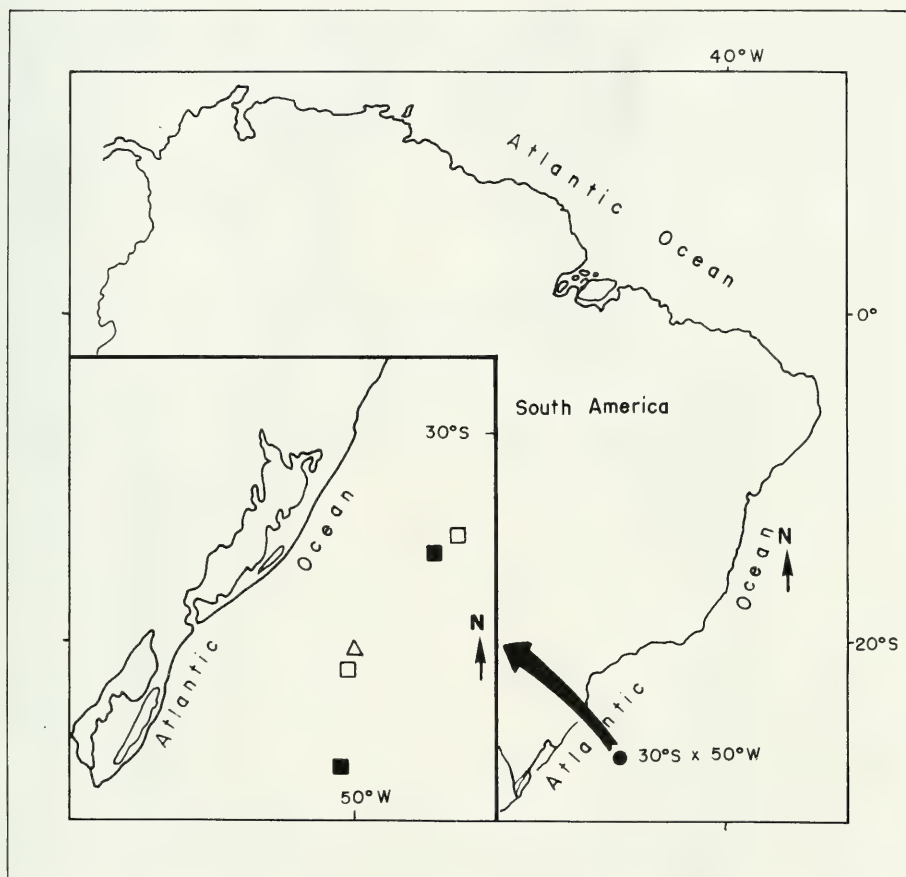 40°W
Atlantic Ocean
0°
South America
30°S
Ocean
N
Ocean
N
Atlantic
20°S
Atlantic
30°S x 50°W
50°W